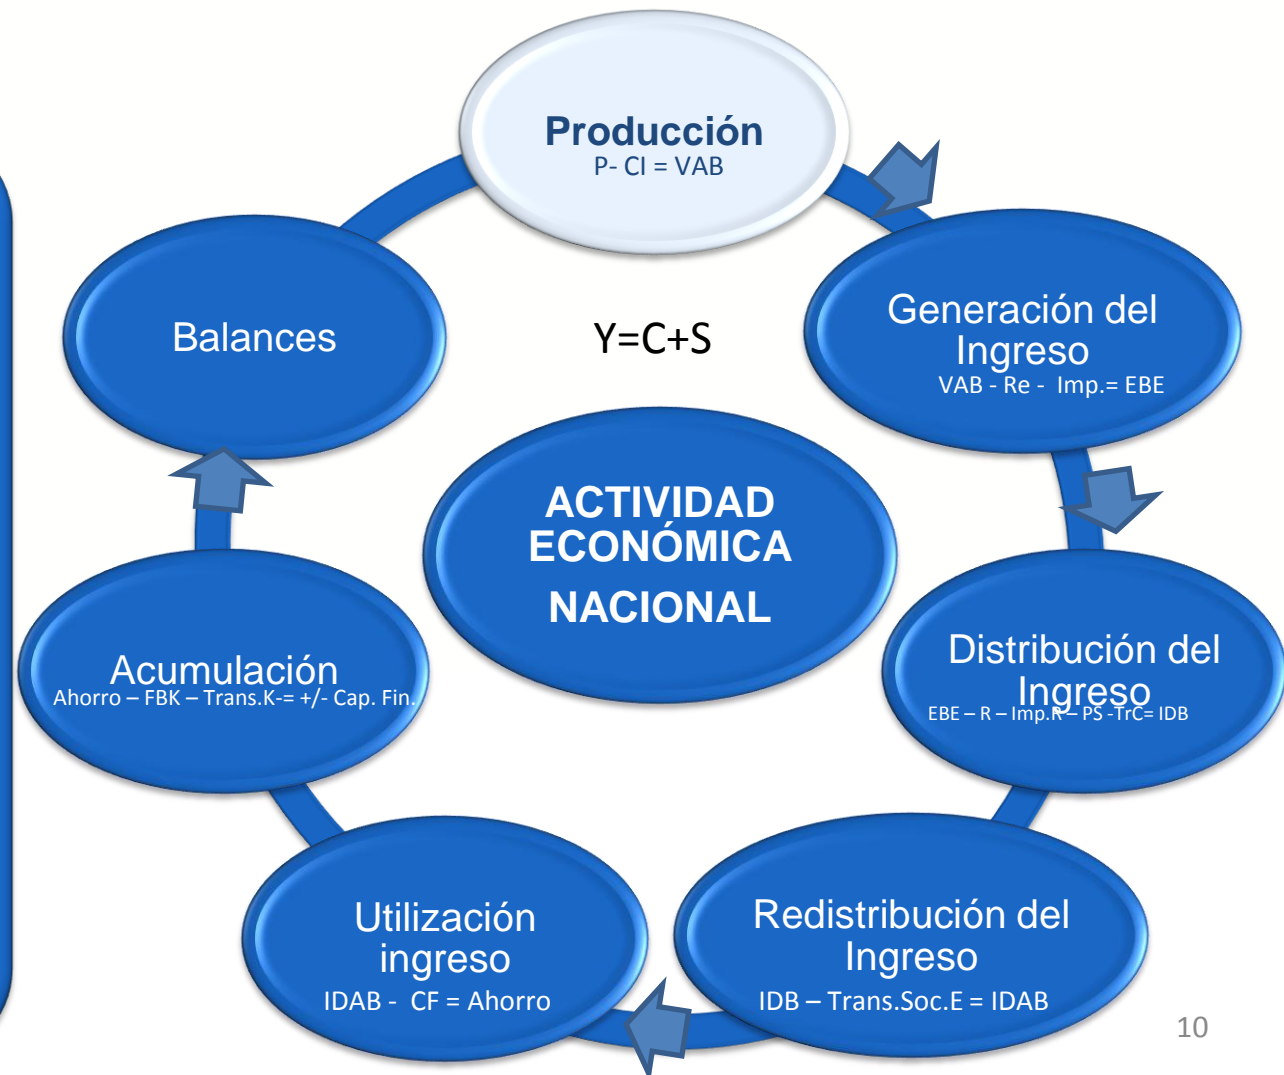 Producción
P- CI = VAB
Generación del
Ingreso
VAB - Re - Imp.= EBE
Distribución del
Ingreso
EBE – R – Imp.R – PS -TrC= IDB
Redistribución del
Ingreso
IDB – Trans.Soc.E = IDAB
Utilización
ingreso
IDAB - CF = Ahorro
Acumulación
Ahorro – FBK – Trans.K-= +/- Cap. Fin.
Balances
Y=C+S
ACTIVIDAD
ECONÓMICA
NACIONAL
10